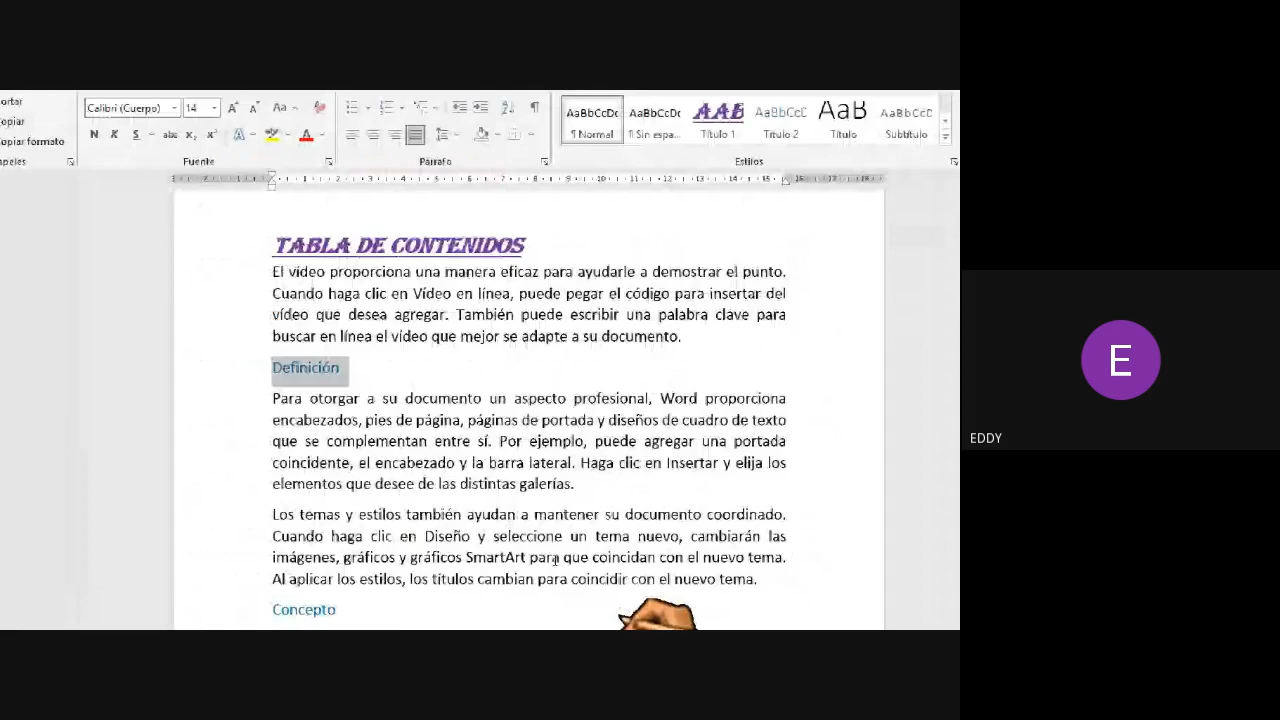 ortar
opiar
opiar formato
apeles
Calibri (Cuerpo) 14
Aa
N K S abc x₂ x² A A
Fuente
Párrafo
AaBbCcDc AaBbCcDc AAB AaBbCcC AaB AaBbCcD
¶ Normal ¶ Sin espa... Título 1 Título 2 Título Subtítulo
Estilos
TABLA DE CONTENIDOS
El vídeo proporciona una manera eficaz para ayudarle a demostrar el punto.
Cuando haga clic en Vídeo en línea, puede pegar el código para insertar del
vídeo que desea agregar. También puede escribir una palabra clave para
buscar en línea el vídeo que mejor se adapte a su documento.
Definición
Para otorgar a su documento un aspecto profesional, Word proporciona
encabezados, pies de página, páginas de portada y diseños de cuadro de texto
que se complementan entre sí. Por ejemplo, puede agregar una portada
coincidente, el encabezado y la barra lateral. Haga clic en Insertar y elija los
elementos que desee de las distintas galerías.
Los temas y estilos también ayudan a mantener su documento coordinado.
Cuando haga clic en Diseño y seleccione un tema nuevo, cambiarán las
imágenes, gráficos y gráficos SmartArt para que coincidan con el nuevo tema.
Al aplicar los estilos, los títulos cambian para coincidir con el nuevo tema.
Concepto
E
EDDY